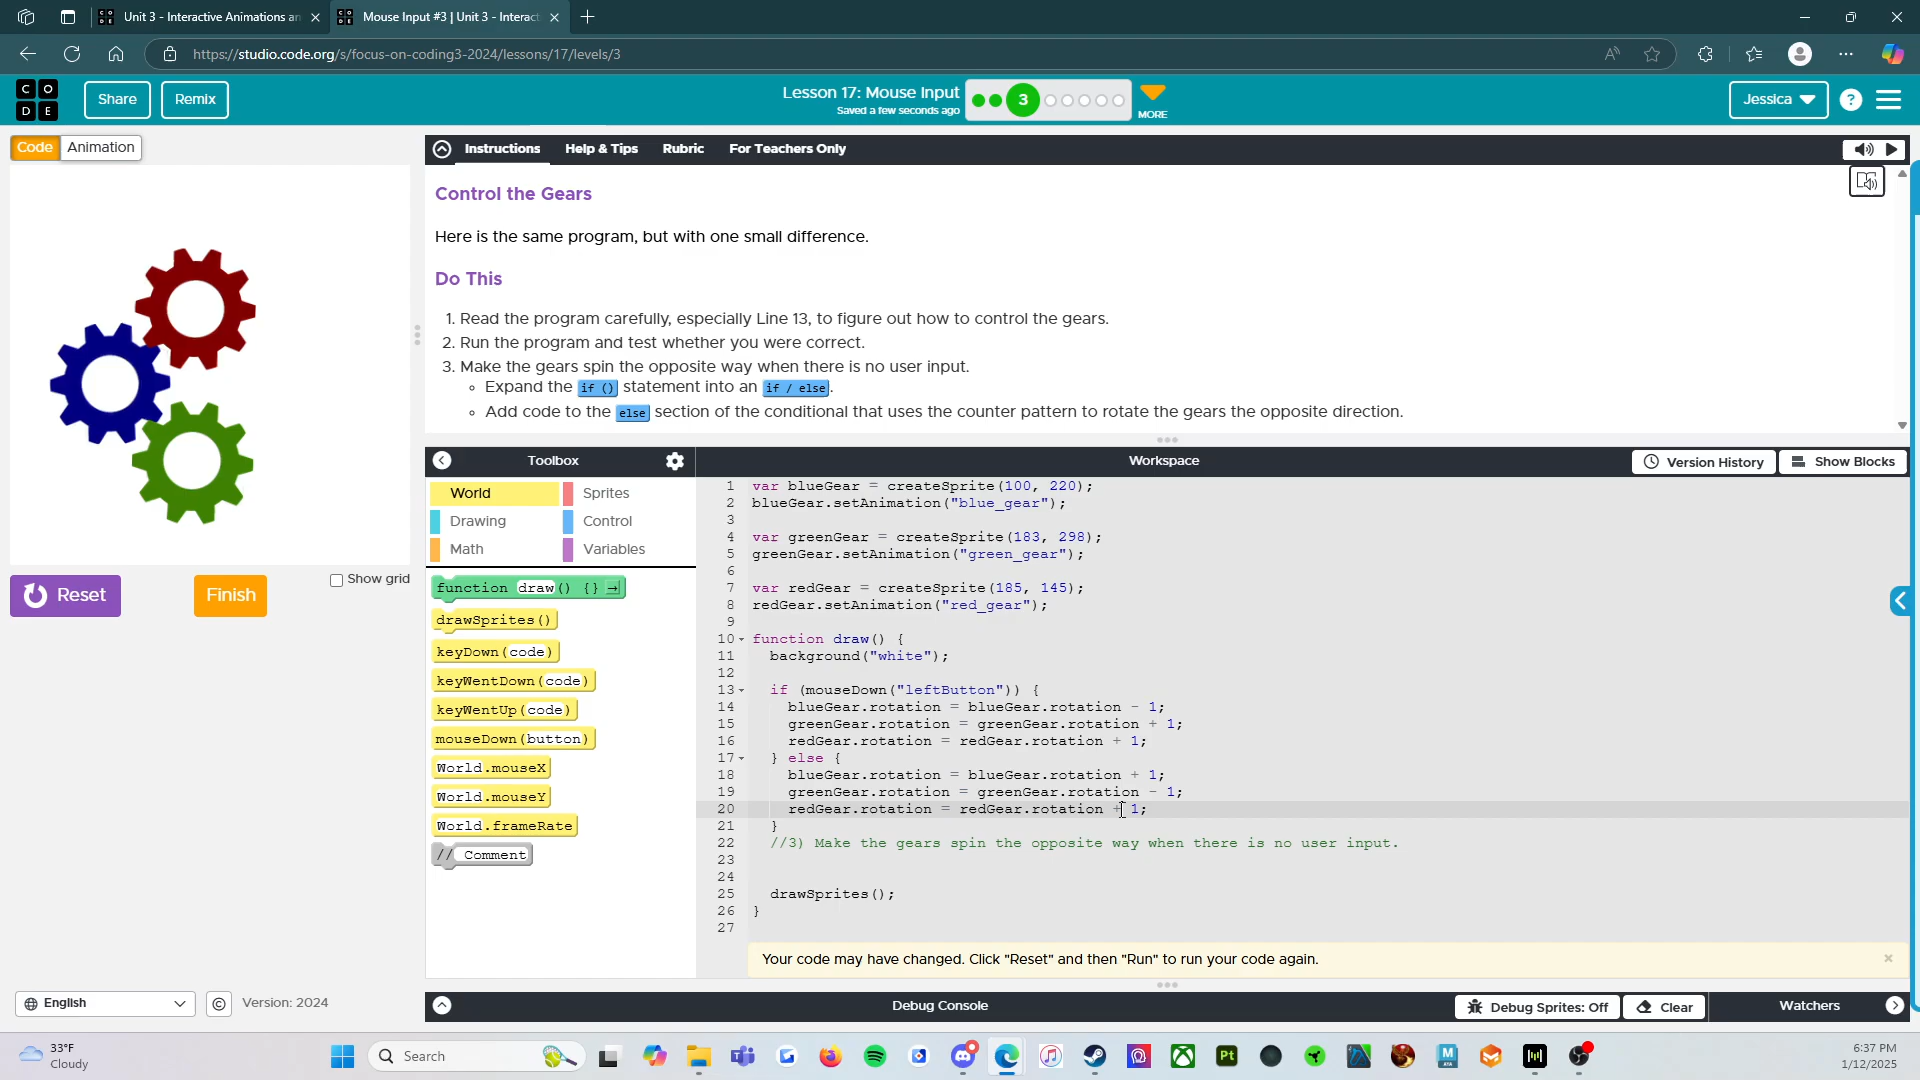 Unit 3 - Interactive Animations an
Mouse Input #3 | Unit 3 - Interact
https://studio.code.org/s/focus-on-coding3-2024/lessons/17/levels/3
C O
D E
Share
Remix
Lesson 17: Mouse Input
Saved a few seconds ago
3
MORE
Jessica
?
Code
Animation
Instructions
Help & Tips
Rubric
For Teachers Only
Control the Gears
Here is the same program, but with one small difference.
Do This
1. Read the program carefully, especially Line 13, to figure out how to control the gears.
2. Run the program and test whether you were correct.
3. Make the gears spin the opposite way when there is no user input.
Expand the if () statement into an if / else.
Add code to the else section of the conditional that uses the counter pattern to rotate the gears the opposite direction.
Reset
Finish
Show grid
Toolbox
Workspace
Version History
Show Blocks
World
Sprites
Drawing
Control
Math
Variables
function draw() {}
drawSprites()
keyDown(code)
keyWentDown(code)
keyWentUp(code)
mouseDown(button)
World.mouseX
World.mouseY
World.frameRate
// Comment
1 var blueGear = createSprite(100, 220);
2 blueGear.setAnimation("blue_gear");
3
4 var greenGear = createSprite(183, 298);
5 greenGear.setAnimation("green_gear");
6
7 var redGear = createSprite(185, 145);
8 redGear.setAnimation("red_gear");
9
10 function draw() {
11 background("white");
12
13 if (mouseDown("leftButton")) {
14 blueGear.rotation = blueGear.rotation - 1;
15 greenGear.rotation = greenGear.rotation + 1;
16 redGear.rotation = redGear.rotation + 1;
17 } else {
18 blueGear.rotation = blueGear.rotation + 1;
19 greenGear.rotation = greenGear.rotation - 1;
20 redGear.rotation = redGear.rotation + 1;
21 }
22 //3) Make the gears spin the opposite way when there is no user input.
23
24
25 drawSprites();
26 }
27
Your code may have changed. Click "Reset" and then "Run" to run your code again.
English
©
Version: 2024
Debug Console
Debug Sprites: Off
Clear
Watchers
33°F
Cloudy
Search
6:37 PM
1/12/2025